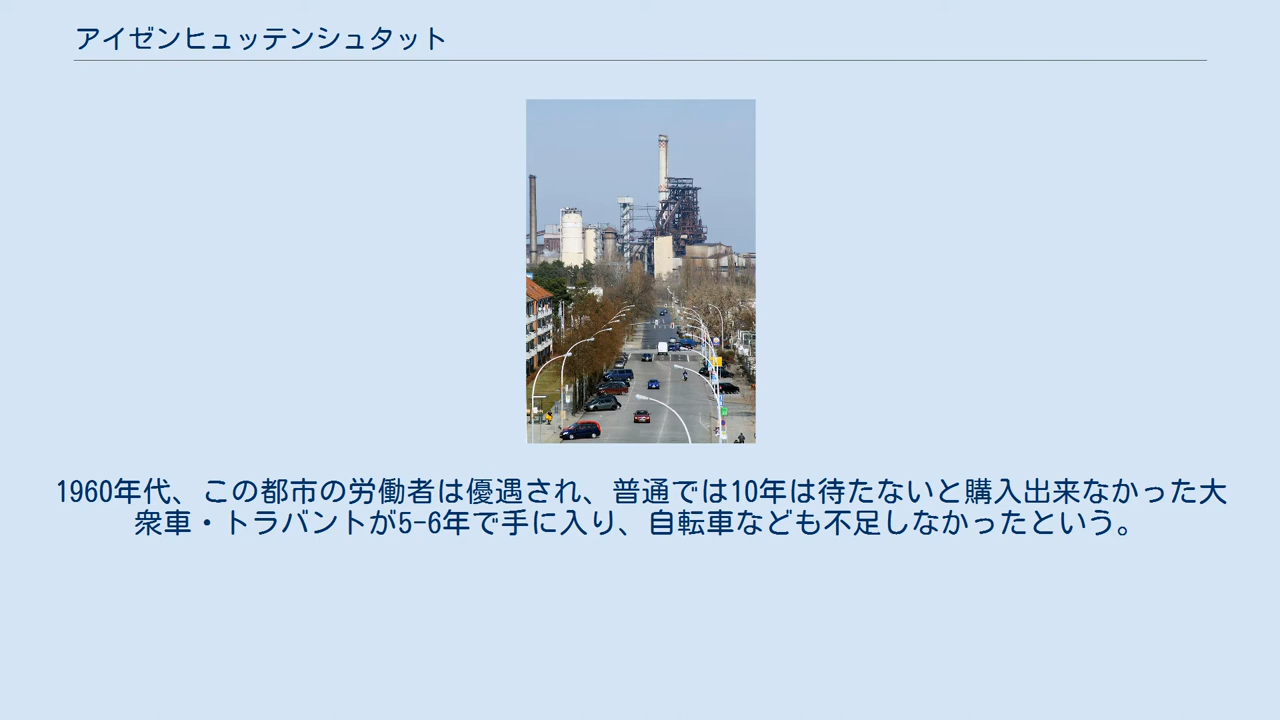 アイゼンヒュッテンシュタット
1960年代、この都市の労働者は優遇され、普通では10年は待たないと購入出来なかった大
衆車・トラバントが5-6年で手に入り、自転車なども不足しなかったという。